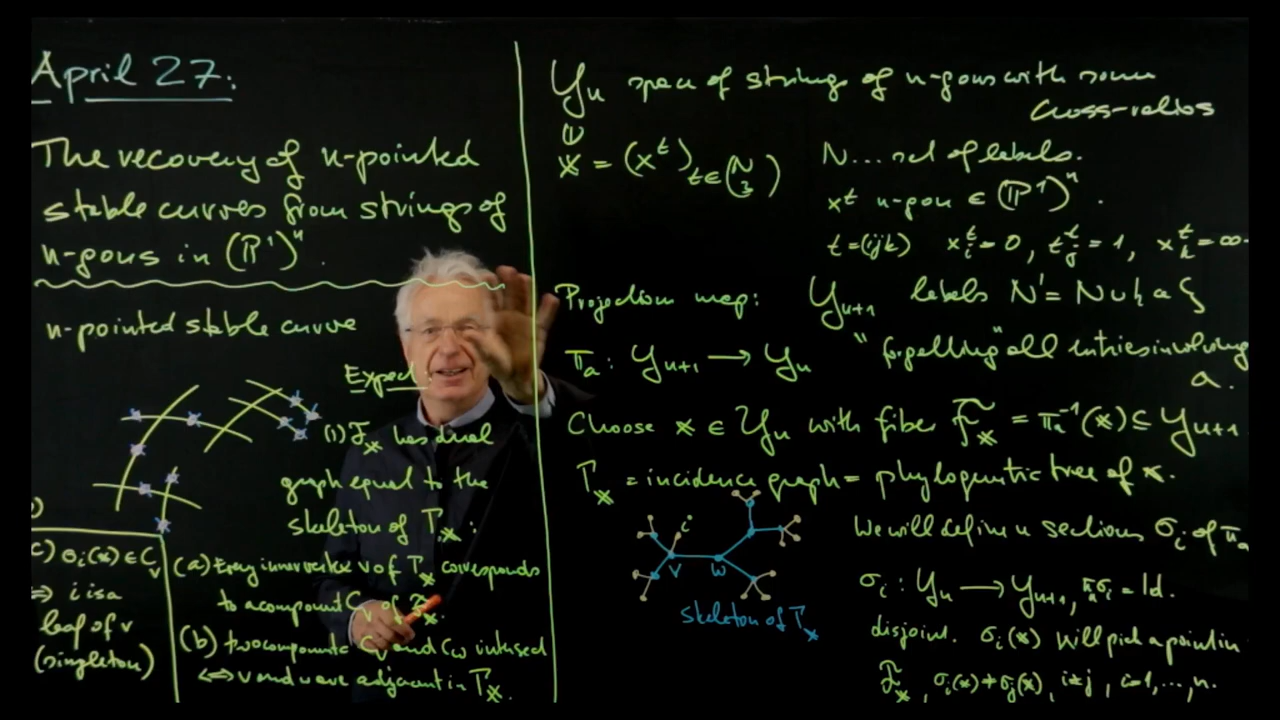 April 27:
The recovery of n-pointed
stable curves from strings of
n-gons in (P¹)ⁿ.
n-pointed stable curve
Expect:
(1) F_x has dual
graph equal to the
skeleton of T_x :
(a) Every inner vertex v of T_x corresponds
to a component C_v of F_x.
(b) two components C_v and C_w intersect
⟺ v and w are adjacent in T_x.
c) σ_i(x) ∈ C_v
⇒ i is a
leaf of v
(singleton)
Y_n space of strings of n-gons with some
cross-ratios
x = (x^t)_{t∈(N 3)}
N... set of labels.
x^t n-gon ∈ (P¹)ⁿ.
t=(ijk) x_i^t=0, t_j^t=1, x_k^t=∞.
Projection map: Y_{n+1} labels N' = N ∪ {a}
π_a : Y_{n+1} → Y_n "forgetting" all entries involving
a.
Choose x ∈ Y_n with fiber F̃_x = π_a^{-1}(x) ⊆ Y_{n+1}.
T_x = incidence graph = phylogenetic tree of x.
i
v
w
skeleton of T_x
We will define n sections σ_i of π_a
σ_i : Y_n → Y_{n+1}, π_a σ_i = Id.
disjoint. σ_i(x) will pick a point in
F_x, σ_i(x) ≠ σ_j(x), i≠j, i=1,...,n.